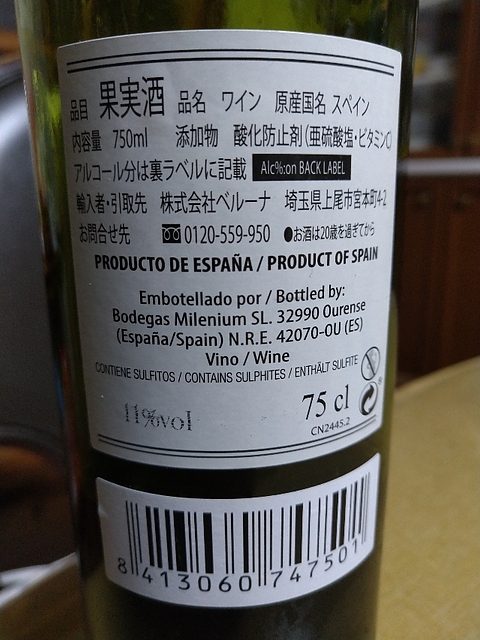 品目 果実酒 品名 ワイン 原産国名 スペイン
内容量 750ml 添加物 酸化防止剤(亜硫酸塩・ビタミンC)
アルコール分は裏ラベルに記載 Alc%:on BACK LABEL
輸入者・引取先 株式会社ベルーナ 埼玉県上尾市宮本町4-2
お問合せ先 0120-559-950 ●お酒は20歳を過ぎてから
PRODUCTO DE ESPAÑA / PRODUCT OF SPAIN
Embotellado por / Bottled by:
Bodegas Milenium SL. 32990 Ourense
(España/Spain) N.R.E. 42070-OU (ES)
Vino / Wine
CONTIENE SULFITOS / CONTAINS SULPHITES / ENTHÄLT SULFITE
11%vol
75 cl
CN2445.2
8 413060 747501